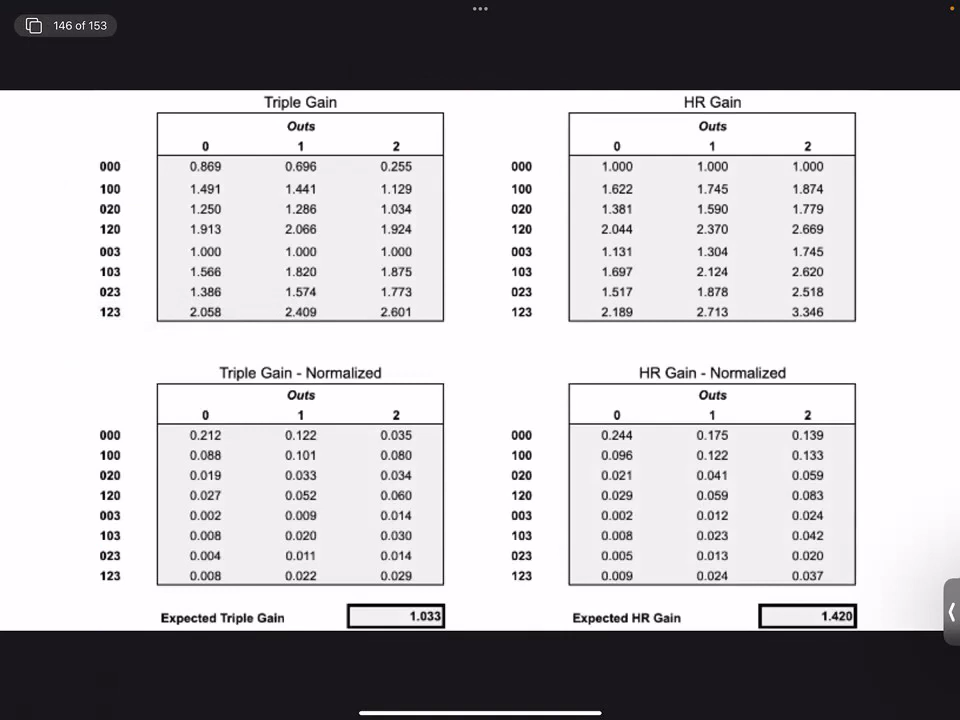 146 of 153
Triple Gain
Outs
0 1 2
000 0.869 0.696 0.255
100 1.491 1.441 1.129
020 1.250 1.286 1.034
120 1.913 2.066 1.924
003 1.000 1.000 1.000
103 1.566 1.820 1.875
023 1.386 1.574 1.773
123 2.058 2.409 2.601
HR Gain
Outs
0 1 2
000 1.000 1.000 1.000
100 1.622 1.745 1.874
020 1.381 1.590 1.779
120 2.044 2.370 2.669
003 1.131 1.304 1.745
103 1.697 2.124 2.620
023 1.517 1.878 2.518
123 2.189 2.713 3.346
Triple Gain - Normalized
Outs
0 1 2
000 0.212 0.122 0.035
100 0.088 0.101 0.080
020 0.019 0.033 0.034
120 0.027 0.052 0.060
003 0.002 0.009 0.014
103 0.008 0.020 0.030
023 0.004 0.011 0.014
123 0.008 0.022 0.029
Expected Triple Gain 1.033
HR Gain - Normalized
Outs
0 1 2
000 0.244 0.175 0.139
100 0.096 0.122 0.133
020 0.021 0.041 0.059
120 0.029 0.059 0.083
003 0.002 0.012 0.024
103 0.008 0.023 0.042
023 0.005 0.013 0.020
123 0.009 0.024 0.037
Expected HR Gain 1.420